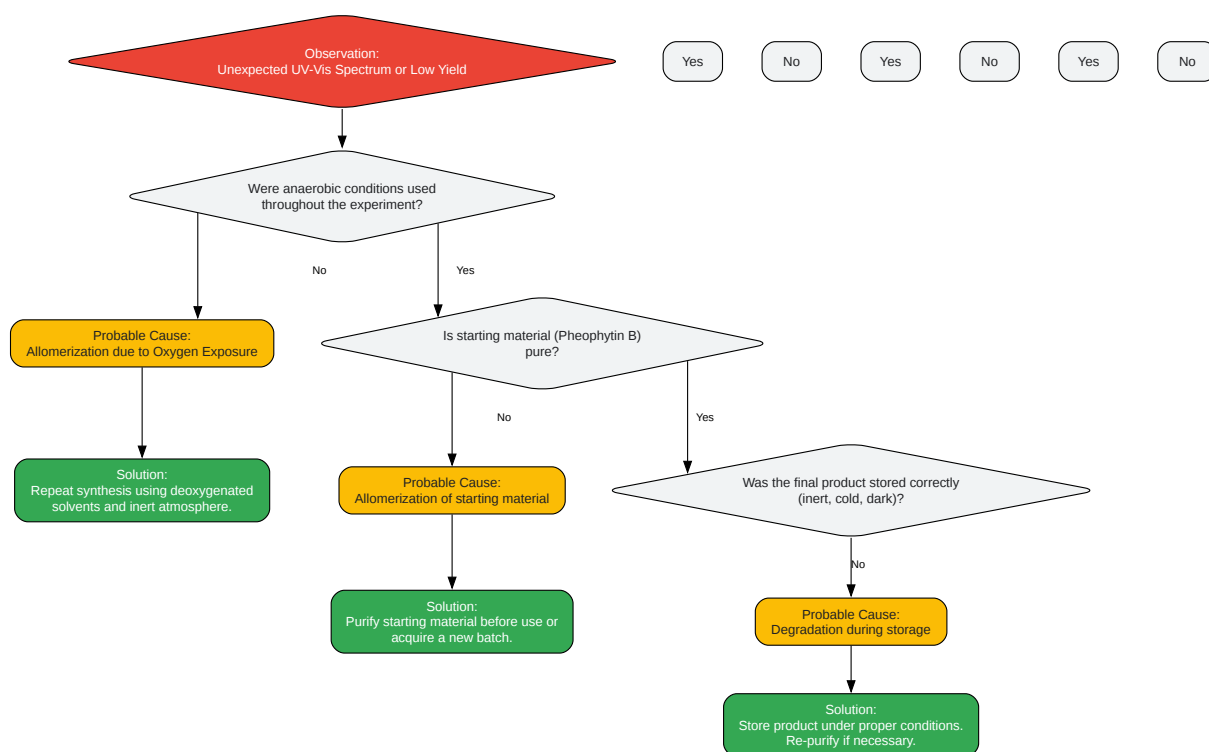 Observation:
Unexpected UV-Vis Spectrum or Low Yield
Yes
No
Yes
No
Yes
No
Were anaerobic conditions used
throughout the experiment?
No
Yes
Probable Cause:
Allomerization due to Oxygen Exposure
Is starting material (Pheophytin B)
pure?
No
Yes
Solution:
Repeat synthesis using deoxygenated
solvents and inert atmosphere.
Probable Cause:
Allomerization of starting material
Was the final product stored correctly
(inert, cold, dark)?
No
Solution:
Purify starting material before use or
acquire a new batch.
Probable Cause:
Degradation during storage
Solution:
Store product under proper conditions.
Re-purify if necessary.